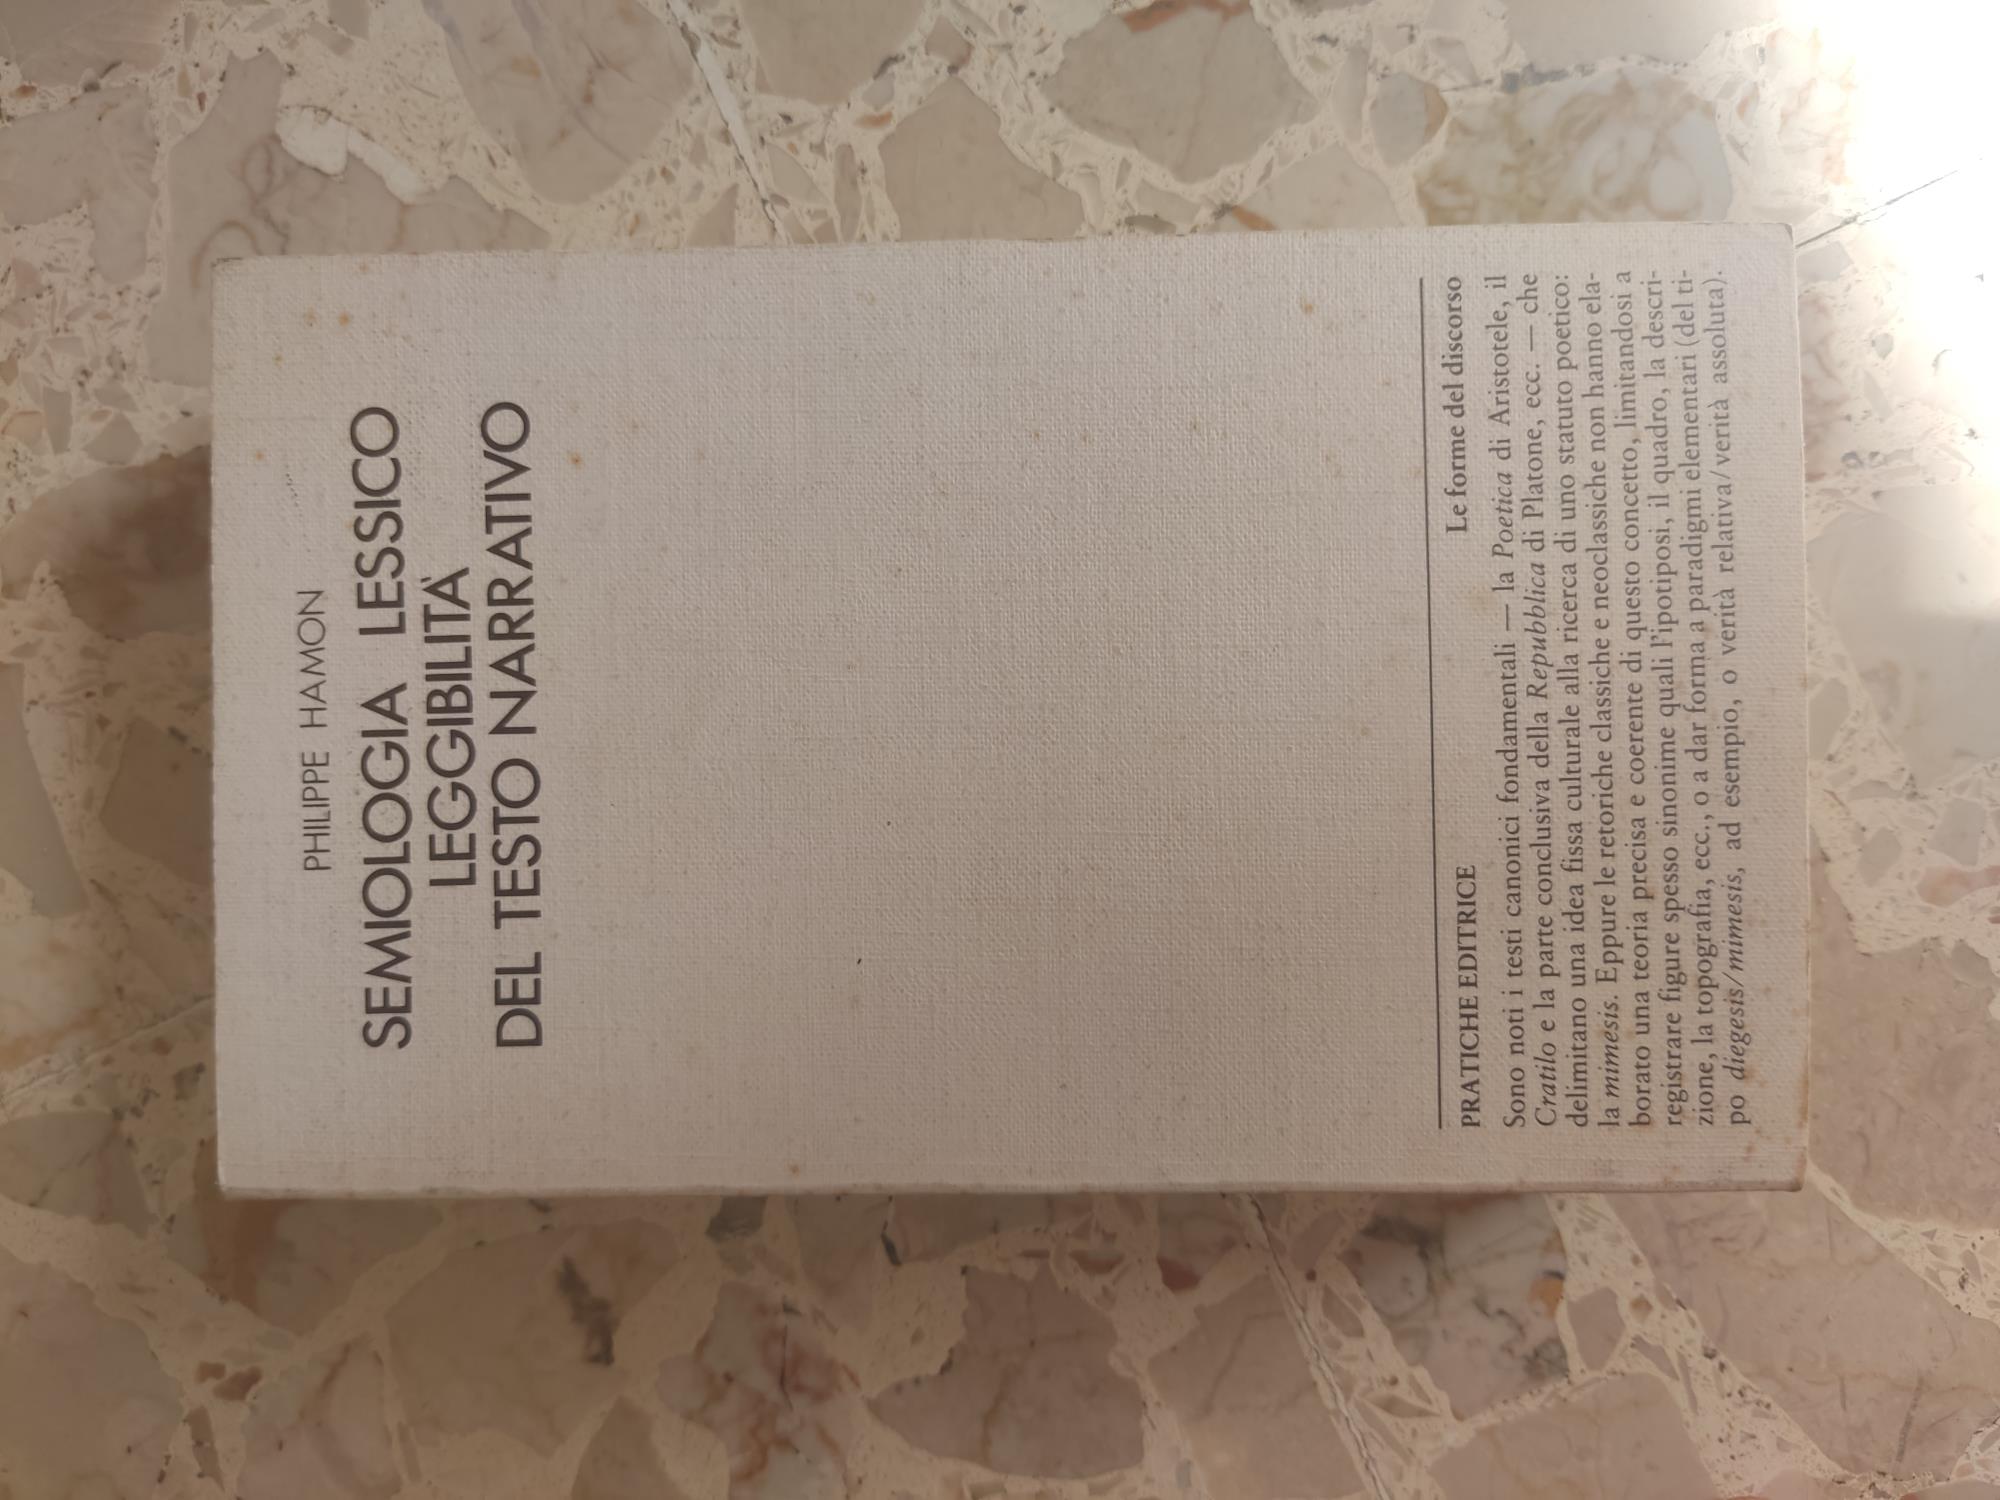 PHILIPPE HAMON
SEMIOLOGIA LESSICO
LEGGIBILITÀ
DEL TESTO NARRATIVO
PRATICHE EDITRICE Le forme del discorso
Sono noti i testi canonici fondamentali — la Poetica di Aristotele, il
Cratilo e la parte conclusiva della Repubblica di Platone, ecc. — che
delimitano una idea fissa culturale alla ricerca di uno statuto poetico:
la mimesis. Eppure le retoriche classiche e neoclassiche non hanno ela-
borato una teoria precisa e coerente di questo concetto, limitandosi a
registrare figure spesso sinonime quali l'ipotiposi, il quadro, la descri-
zione, la topografia, ecc., o a dar forma a paradigmi elementari (del ti-
po diegesis/mimesis, ad esempio, o verità relativa/verità assoluta).